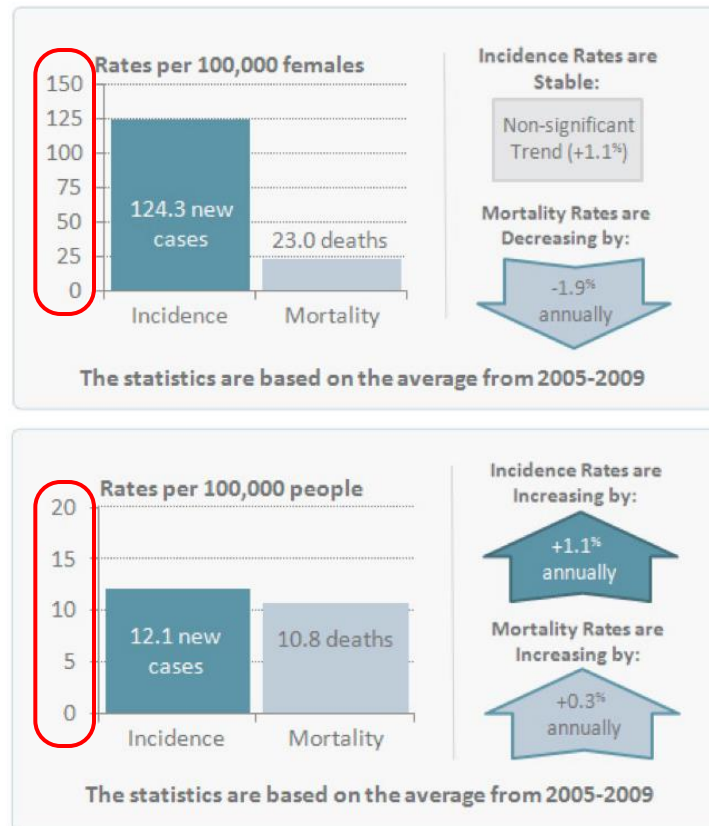 Rates per 100,000 females
150
125
100
75
50
25
0
124.3 new
cases
23.0 deaths
Incidence
Mortality
Incidence Rates are
Stable:
Non-significant
Trend (+1.1%)
Mortality Rates are
Decreasing by:
-1.9%
annually
The statistics are based on the average from 2005-2009
Rates per 100,000 people
20
15
10
5
0
12.1 new
cases
10.8 deaths
Incidence
Mortality
Incidence Rates are
Increasing by:
+1.1%
annually
Mortality Rates are
Increasing by:
+0.3%
annually
The statistics are based on the average from 2005-2009